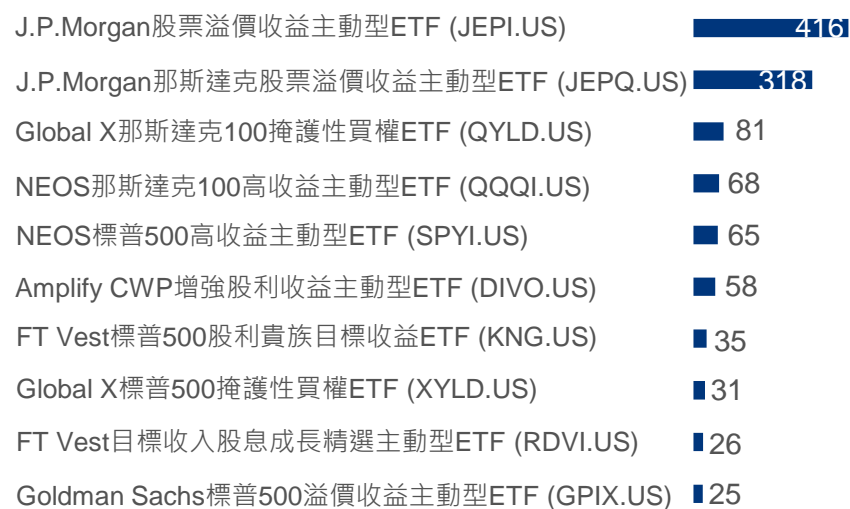 J.P.Morgan股票溢價收益主動型ETF (JEPI.US) 416
J.P.Morgan那斯達克股票溢價收益主動型ETF (JEPQ.US) 318
Global X那斯達克100掩護性買權ETF (QYLD.US) 81
NEOS那斯達克100高收益主動型ETF (QQQI.US) 68
NEOS標普500高收益主動型ETF (SPYI.US) 65
Amplify CWP增強股利收益主動型ETF (DIVO.US) 58
FT Vest標普500股利貴族目標收益ETF (KNG.US) 35
Global X標普500掩護性買權ETF (XYLD.US) 31
FT Vest目標收入股息成長精選主動型ETF (RDVI.US) 26
Goldman Sachs標普500溢價收益主動型ETF (GPIX.US) 25